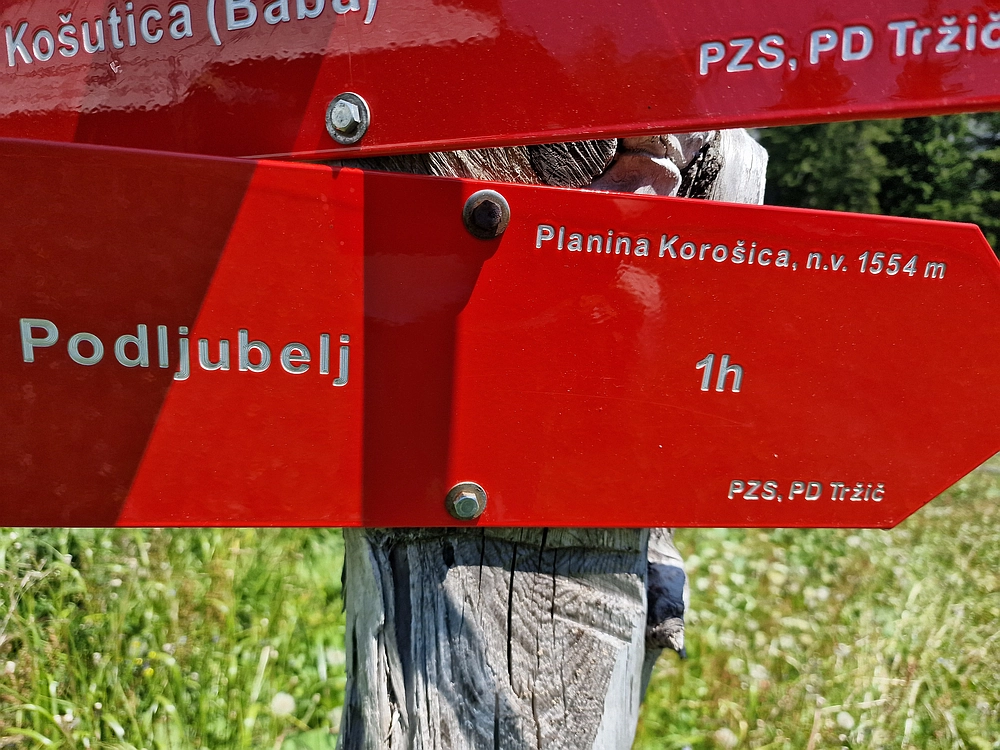 Košutica (Baba)
PZS, PD Tržič
Planina Korošica, n.v. 1554 m
Podljubelj
1h
PZS, PD Tržič